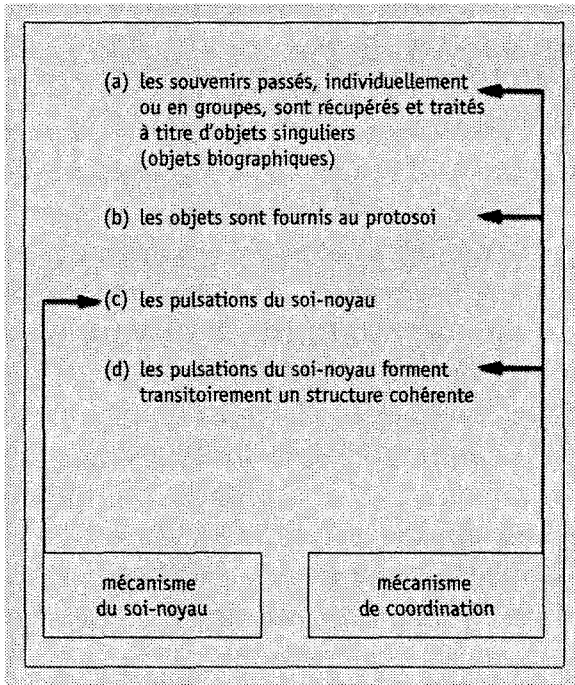 (a) les souvenirs passés, individuellement
ou en groupes, sont récupérés et traités
à titre d'objets singuliers
(objets biographiques)
(b) les objets sont fournis au protosoi
(c) les pulsations du soi-noyau
(d) les pulsations du soi-noyau forment
transitoirement un structure cohérente
mécanisme
du soi-noyau
mécanisme
de coordination